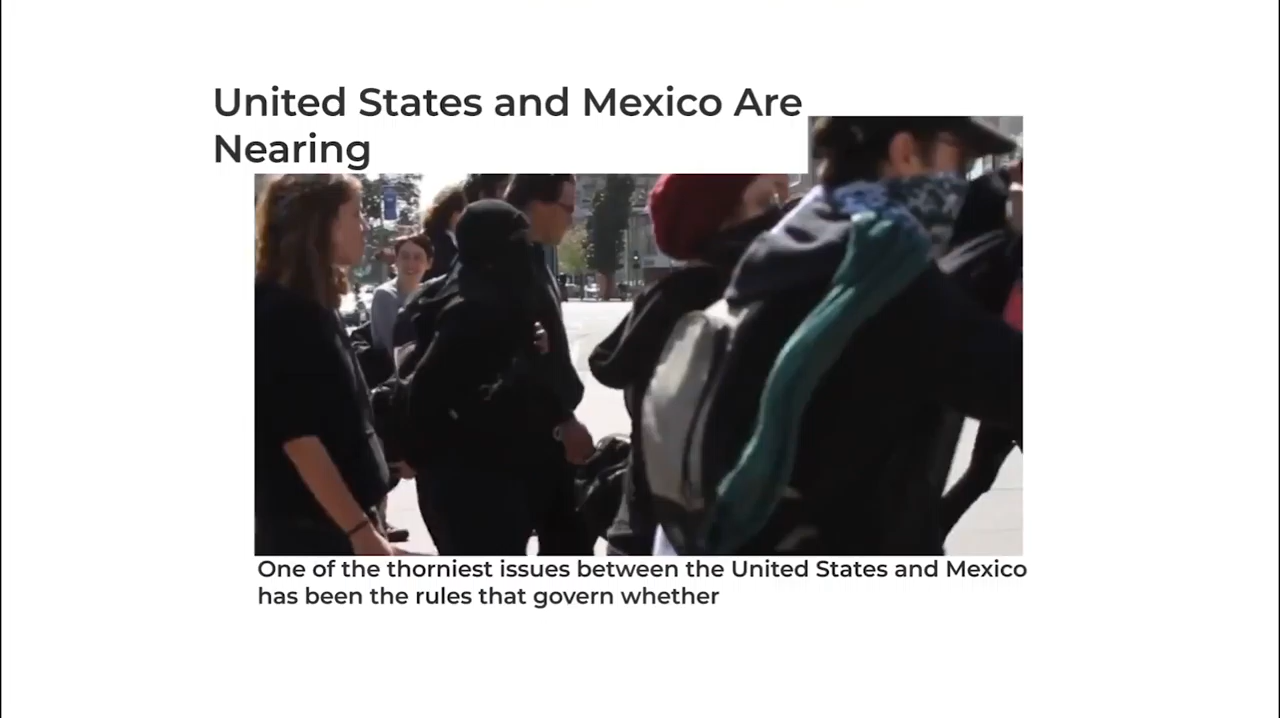 United States and Mexico Are
Nearing
One of the thorniest issues between the United States and Mexico
has been the rules that govern whether